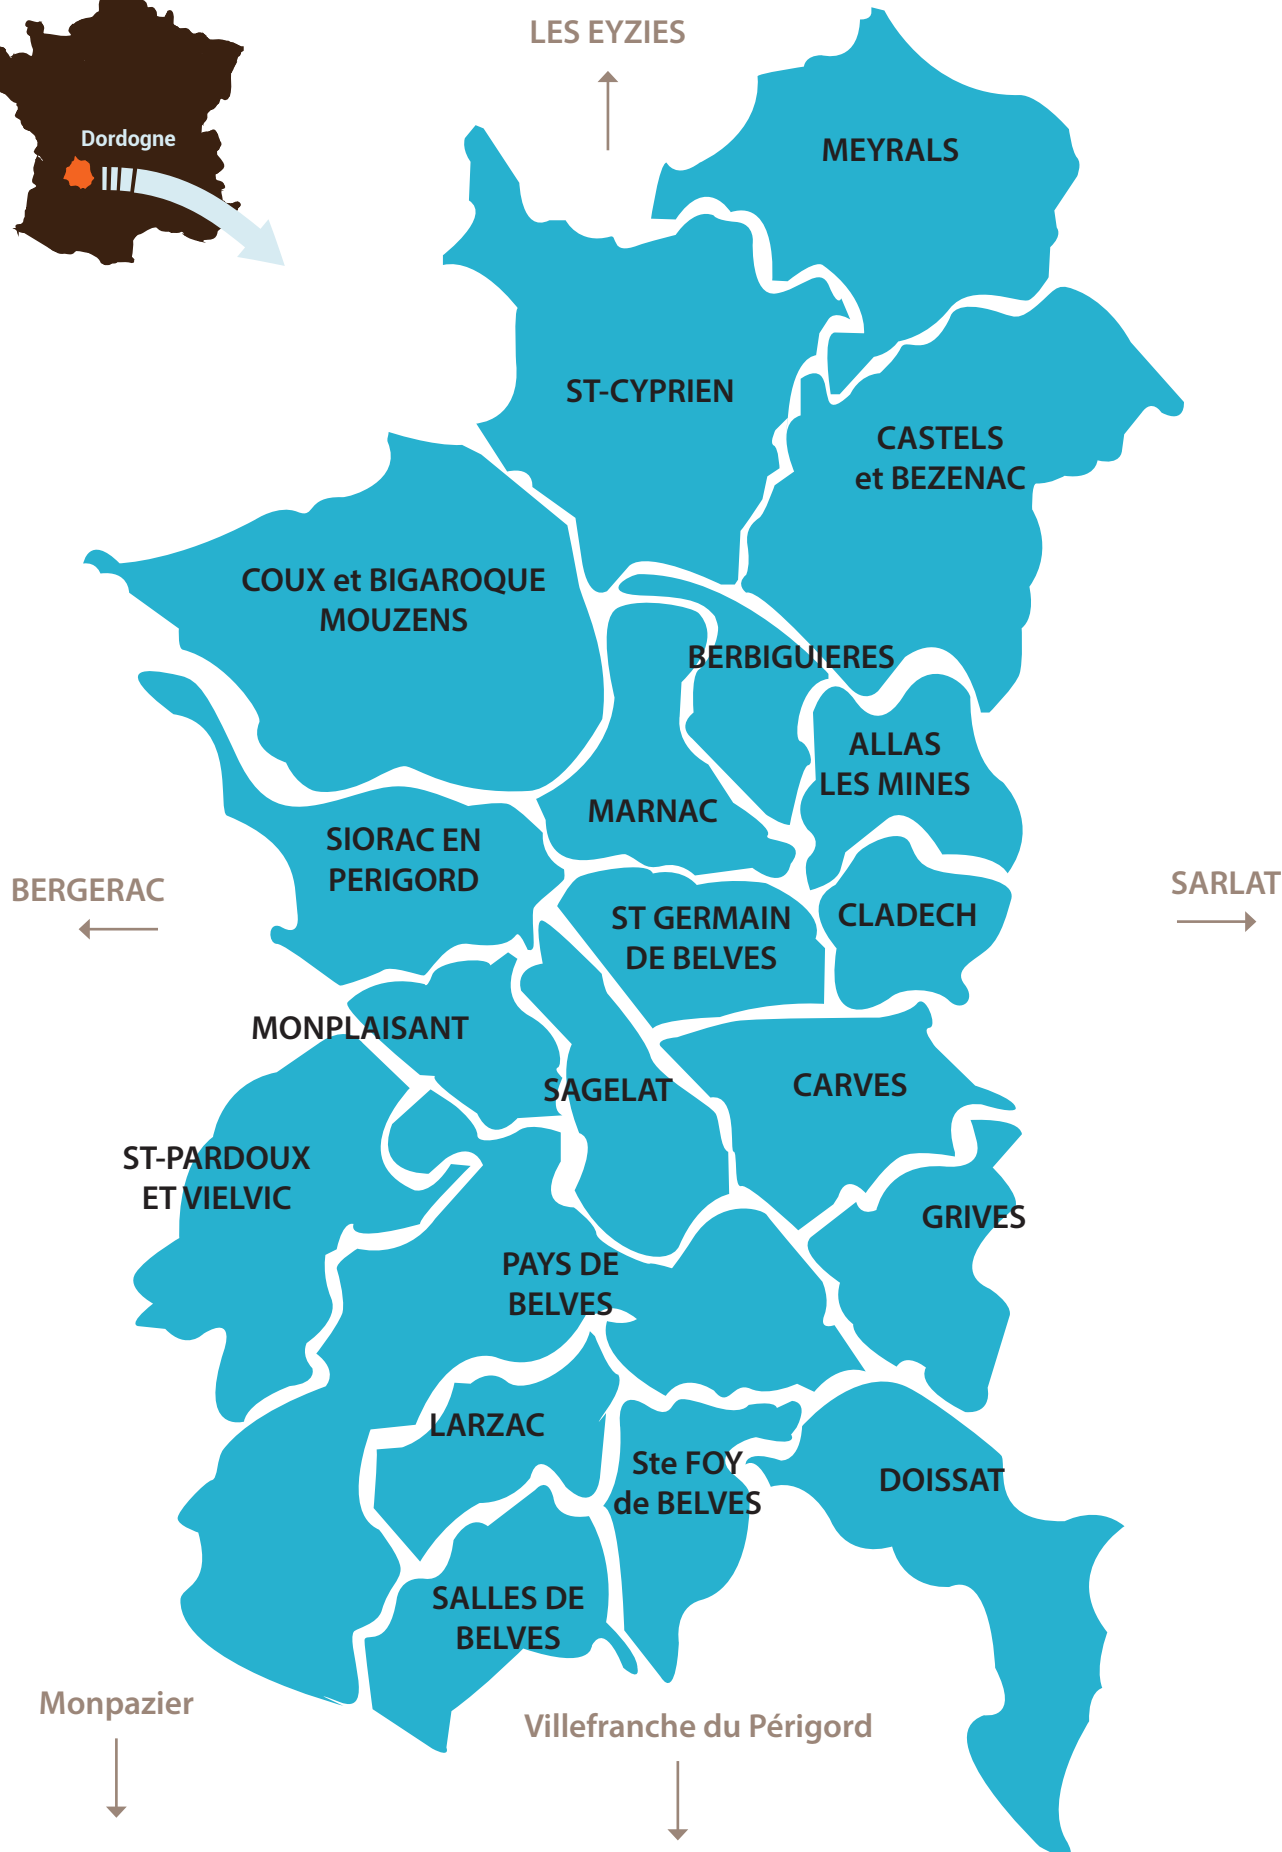 LES EYZIES
Dordogne
MEYRALS
ST-CYPRIEN
CASTELS
et BEZENAC
COUX et BIGAROQUE
MOUZENS
BERBIGUIERES
ALLAS
LES MINES
MARNAC
SIORAC EN
PERIGORD
BERGERAC
SARLAT
ST GERMAIN
DE BELVES
CLADECH
MONPLAISANT
SAGELAT
CARVES
ST-PARDOUX
ET VIELVIC
GRIVES
PAYS DE
BELVES
LARZAC
Ste FOY
de BELVES
DOISSAT
SALLES DE
BELVES
Monpazier
Villefranche du Périgord